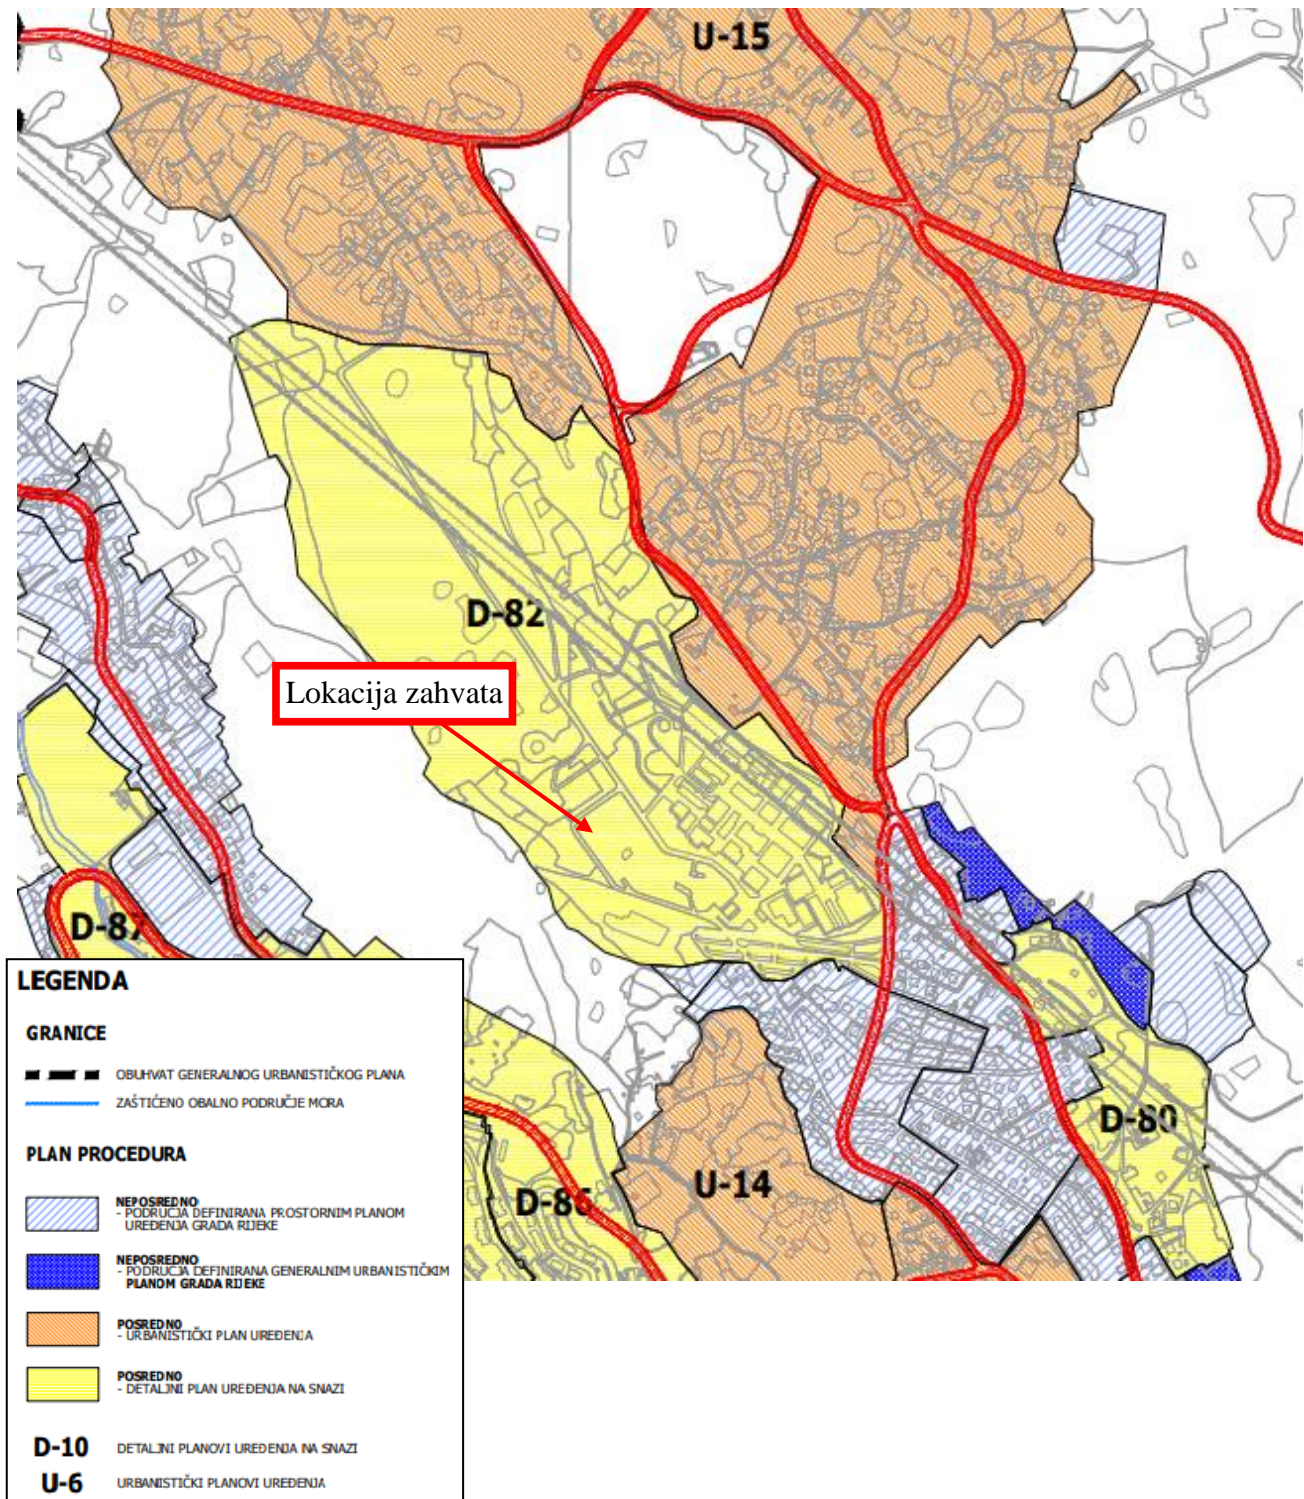 U-15
D-82
Lokacija zahvata
D-87
D-80
U-14
D-86
LEGENDA
GRANICE
OBUHVAT GENERALNOG URBANISTIČKOG PLANA
ZAŠTIĆENO OBALNO PODRUČJE MORA
PLAN PROCEDURA
NEPOSREDNO
- PODRUČJA DEFINIRANA PROSTORNIM PLANOM
UREĐENJA GRADA RIJEKE
NEPOSREDNO
- PODRUČJA DEFINIRANA GENERALNIM URBANISTIČKIM
PLANOM GRADA RIJEKE
POSREDNO
- URBANISTIČKI PLAN UREĐENJA
POSREDNO
- DETALJNI PLAN UREĐENJA NA SNAZI
D-10 DETALJNI PLANOVI UREĐENJA NA SNAZI
U-6 URBANISTIČKI PLANOVI UREĐENJA